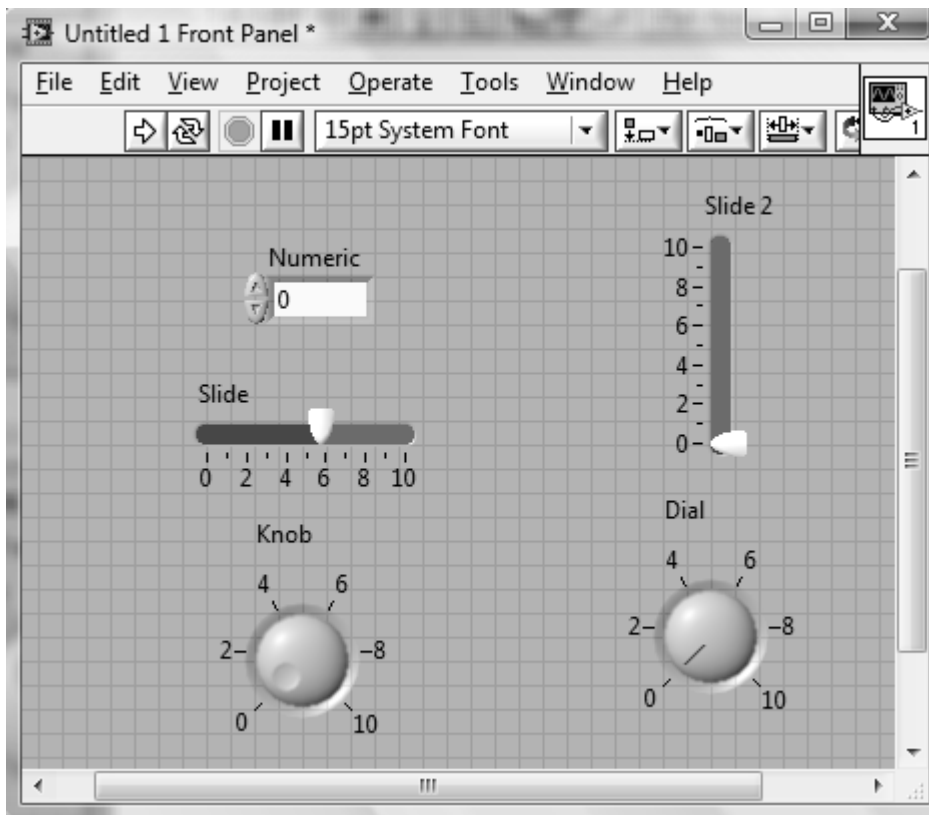 Untitled 1 Front Panel *
File Edit View Project Operate Tools Window Help
15pt System Font
1
Slide 2
10
8
6
4
2
0
Numeric
0
Slide
0 2 4 6 8 10
Knob
4 6
2 8
0 10
Dial
4 6
2 8
0 10